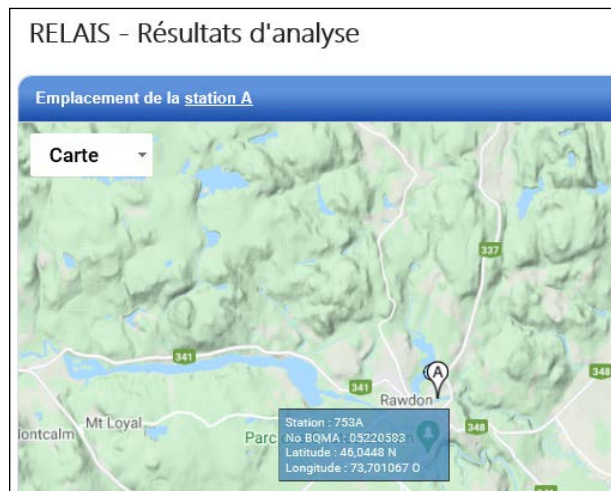 RELAIS - Résultats d'analyse
Emplacement de la station A
Carte
337
341
341
348
A
Rawdon
Mt Loyal
348
Station : 753A
No BQMA : 05220583
Latitude : 46,0448 N
Longitude : 73,701067 O
Parc